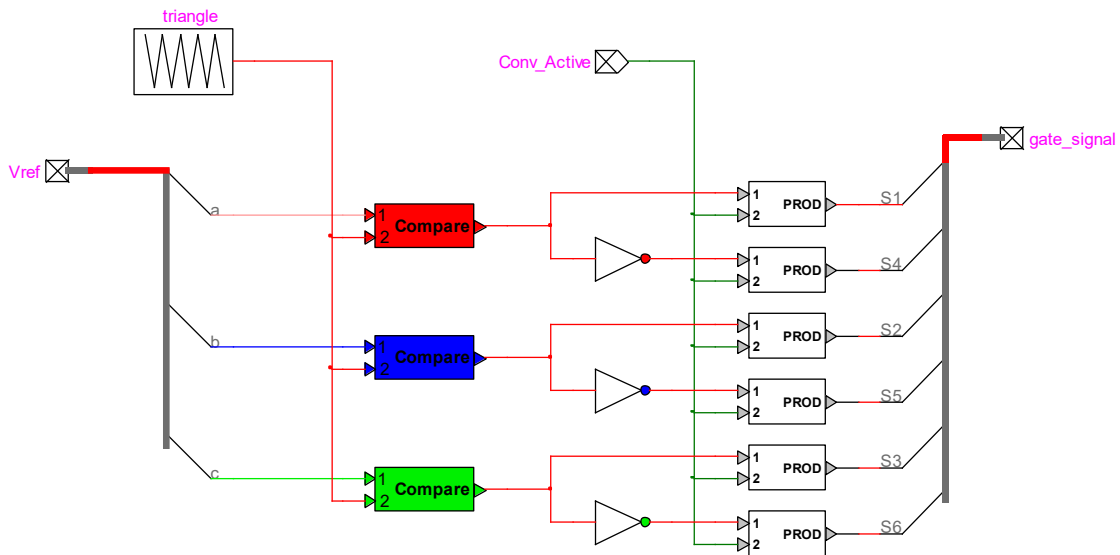 triangle
Conv_Active
gate_signal
Vref
1
PROD
2
S1
a
1
Compare
2
1
PROD
2
S4
1
PROD
2
S2
b
1
Compare
2
1
PROD
2
S5
1
PROD
2
S3
c
1
Compare
2
1
PROD
2
S6